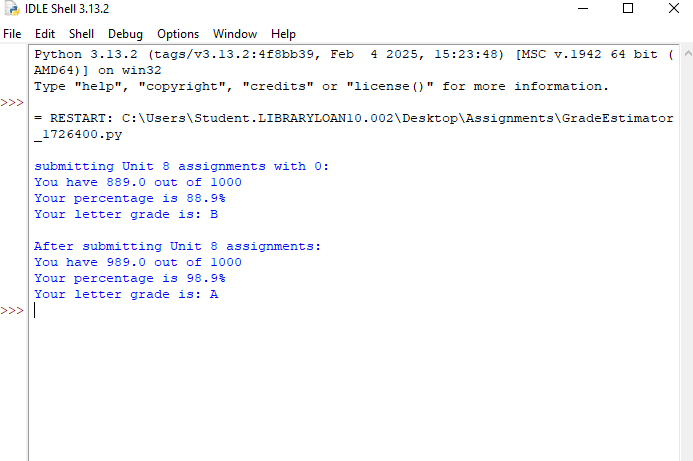 IDLE Shell 3.13.2
File Edit Shell Debug Options Window Help
Python 3.13.2 (tags/v3.13.2:4f8bb39, Feb  4 2025, 15:23:48) [MSC v.1942 64 bit (
AMD64)] on win32
Type "help", "copyright", "credits" or "license()" for more information.
>>>
= RESTART: C:\Users\Student.LIBRARYLOAN10.002\Desktop\Assignments\GradeEstimator
_1726400.py
submitting Unit 8 assignments with 0:
You have 889.0 out of 1000
Your percentage is 88.9%
Your letter grade is: B
After submitting Unit 8 assignments:
You have 989.0 out of 1000
Your percentage is 98.9%
Your letter grade is: A
>>>